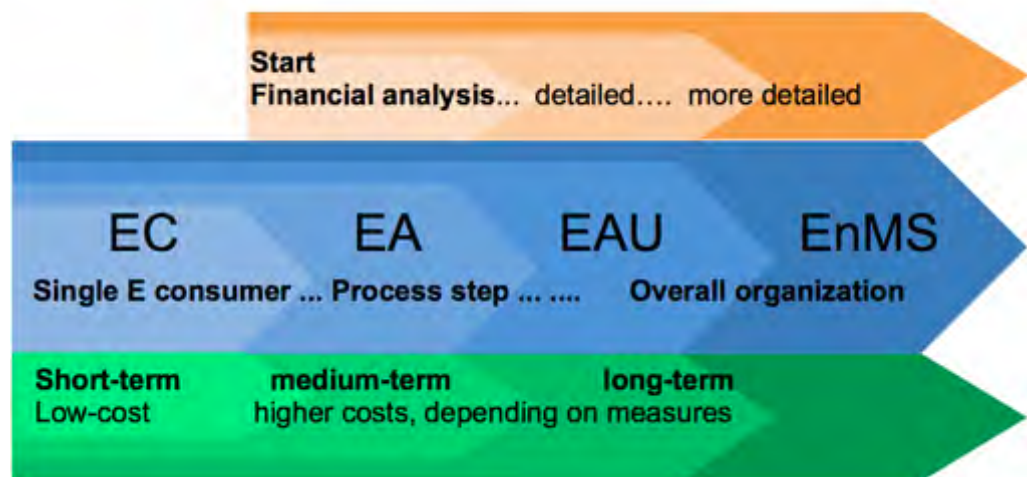 Start
Financial analysis... detailed.... more detailed
EC EA EAU EnMS
Single E consumer ... Process step ... .... Overall organization
Short-term medium-term long-term
Low-cost higher costs, depending on measures